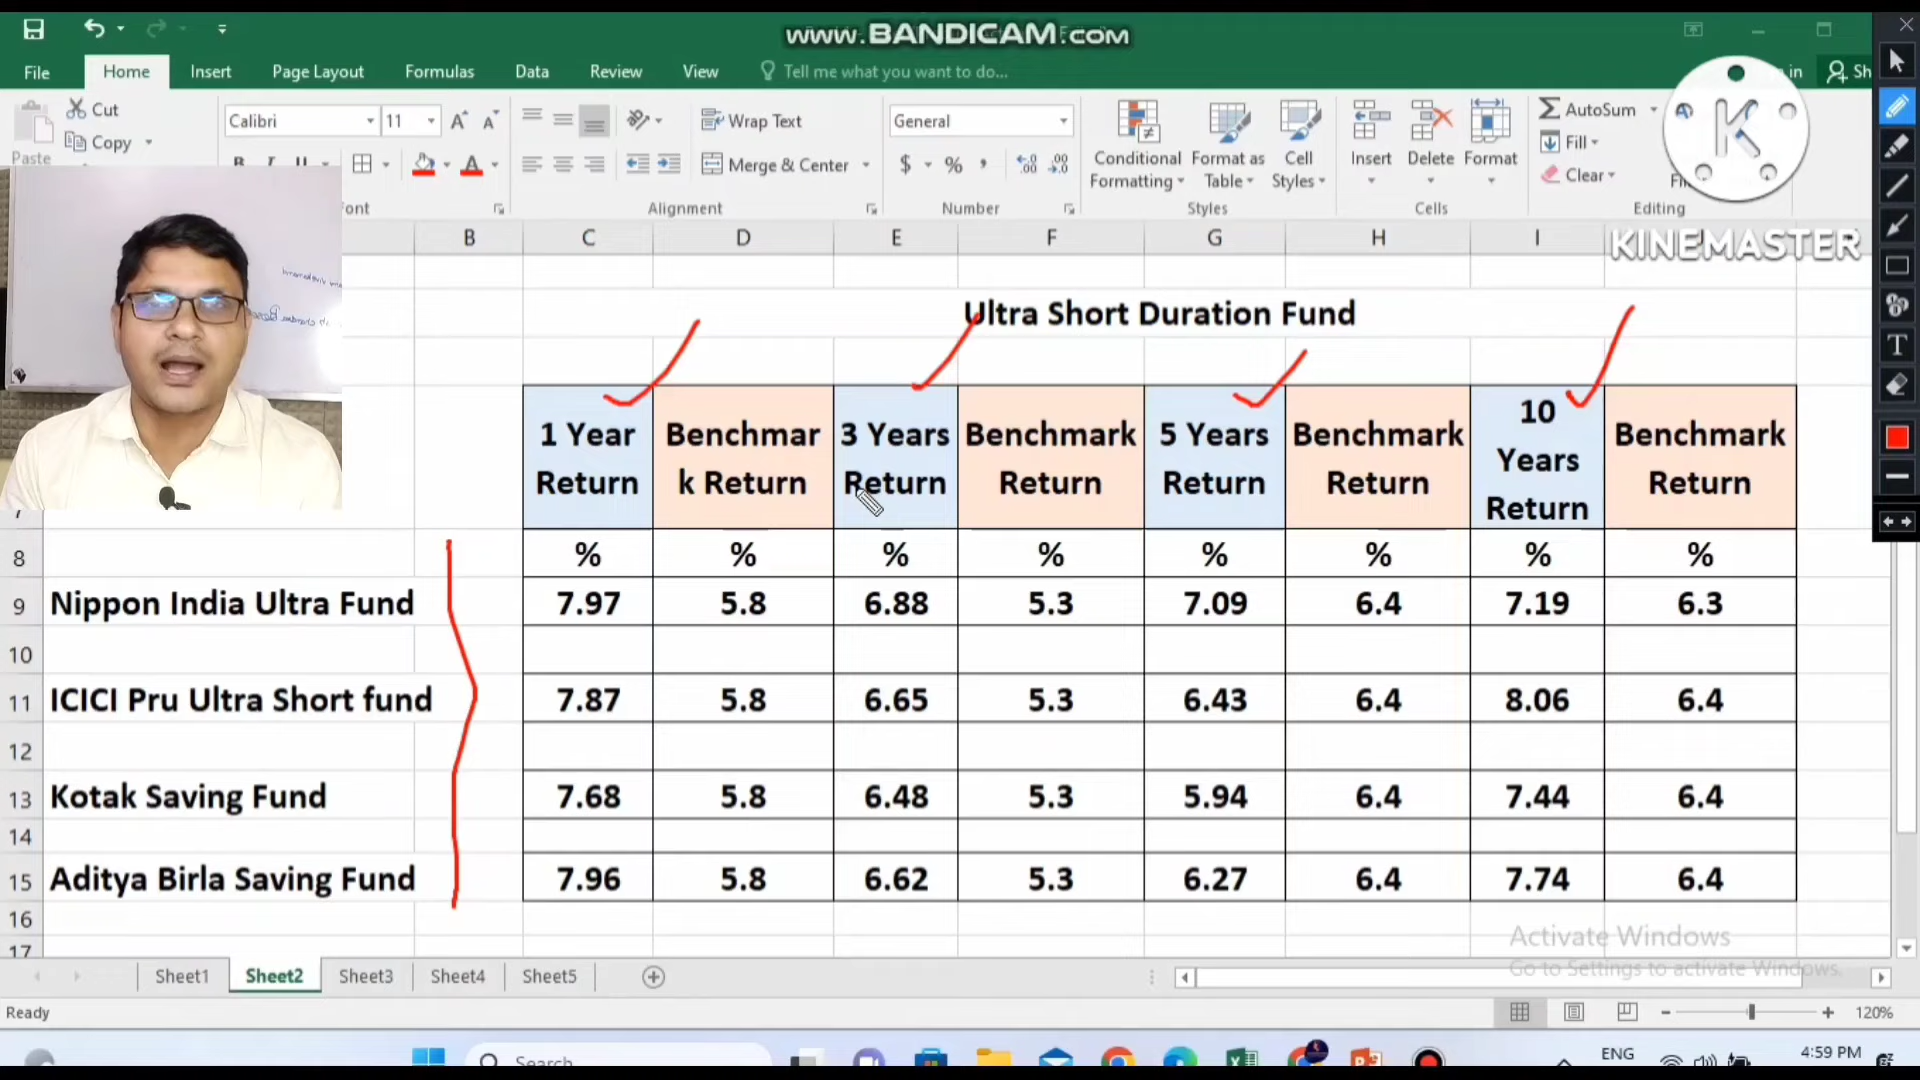 www.BANDICAM.com
File Home Insert Page Layout Formulas Data Review View Tell me what you want to do... in Sh
Cut
Copy
Paste
Calibri 11
Wrap Text
Merge & Center
General
Conditional Formatting
Format as Table
Cell Styles
Insert Delete Format
AutoSum
Fill
Clear
ont Alignment Number Styles Cells Editing
K
KINEMASTER
B C D E F G H I
Ultra Short Duration Fund
1 Year Return Benchmark Return 3 Years Return Benchmark Return 5 Years Return Benchmark Return 10 Years Return Benchmark Return
7
8 % % % % % % % %
9 Nippon India Ultra Fund 7.97 5.8 6.88 5.3 7.09 6.4 7.19 6.3
10
11 ICICI Pru Ultra Short fund 7.87 5.8 6.65 5.3 6.43 6.4 8.06 6.4
12
13 Kotak Saving Fund 7.68 5.8 6.48 5.3 5.94 6.4 7.44 6.4
14
15 Aditya Birla Saving Fund 7.96 5.8 6.62 5.3 6.27 6.4 7.74 6.4
16
17
Activate Windows
Go to Settings to activate Windows.
Sheet1 Sheet2 Sheet3 Sheet4 Sheet5
Ready 120%
Search ENG 4:59 PM